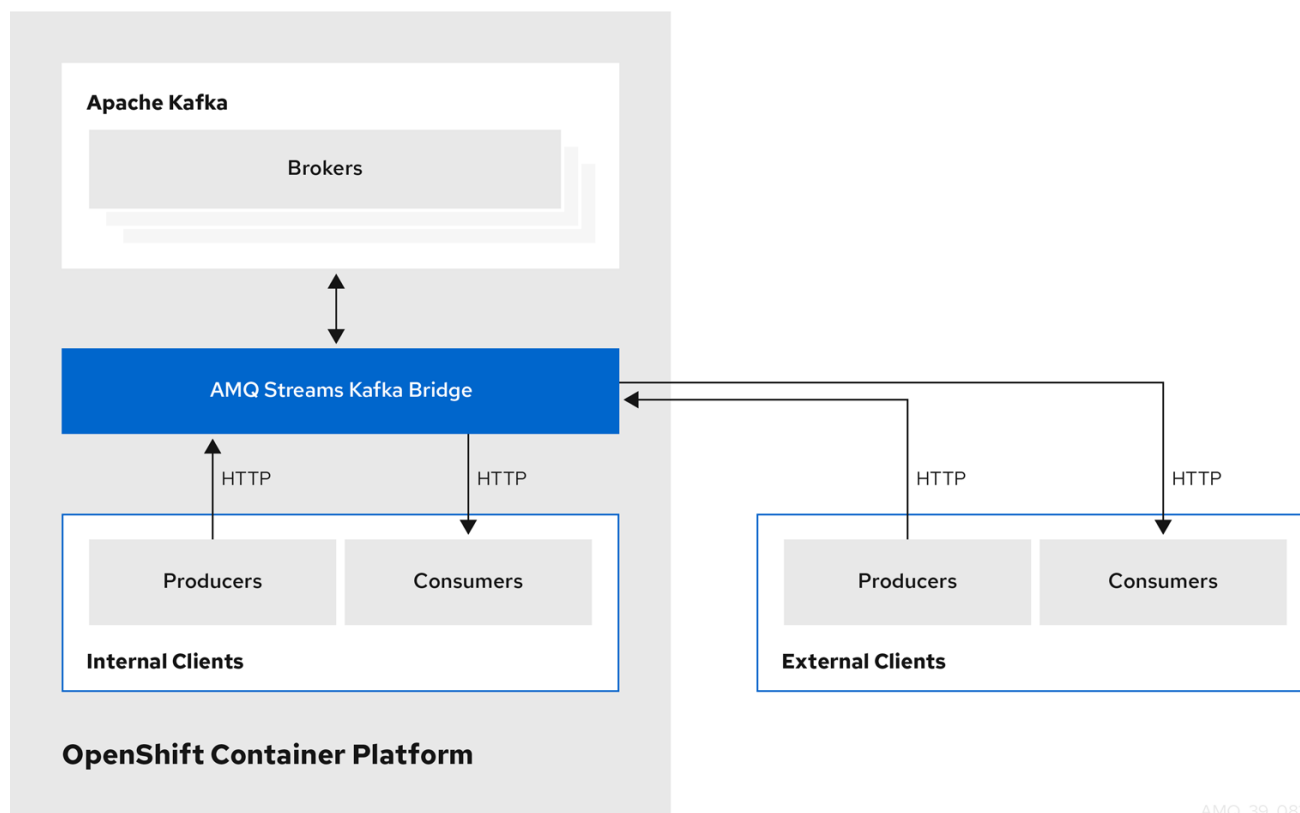 Apache Kafka
Brokers
AMQ Streams Kafka Bridge
HTTP
HTTP
HTTP
HTTP
Producers
Consumers
Producers
Consumers
Internal Clients
External Clients
OpenShift Container Platform